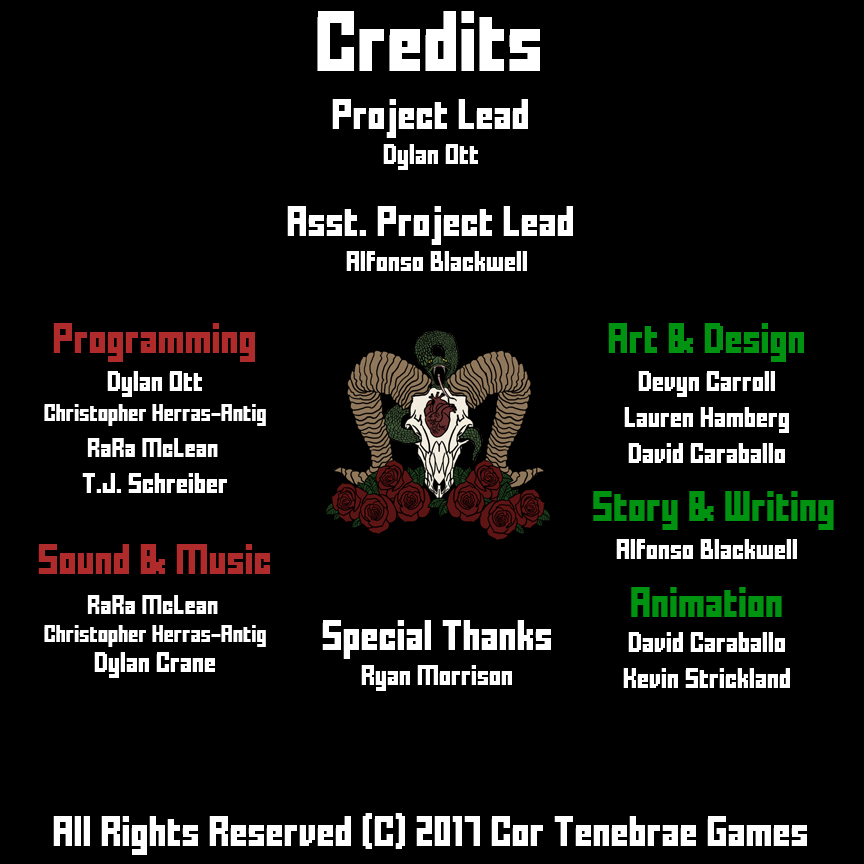 Credits
Project Lead
Dylan Ott
Asst. Project Lead
Alfonso Blackwell
Programming
Dylan Ott
Christopher Herras-Antig
RaRa McLean
T.J. Schreiber
Sound & Music
RaRa McLean
Christopher Herras-Antig
Dylan Crane
Art & Design
Devyn Carroll
Lauren Hamberg
David Caraballo
Story & Writing
Alfonso Blackwell
Animation
David Caraballo
Kevin Strickland
Special Thanks
Ryan Morrison
All Rights Reserved (C) 2017 Cor Tenebrae Games